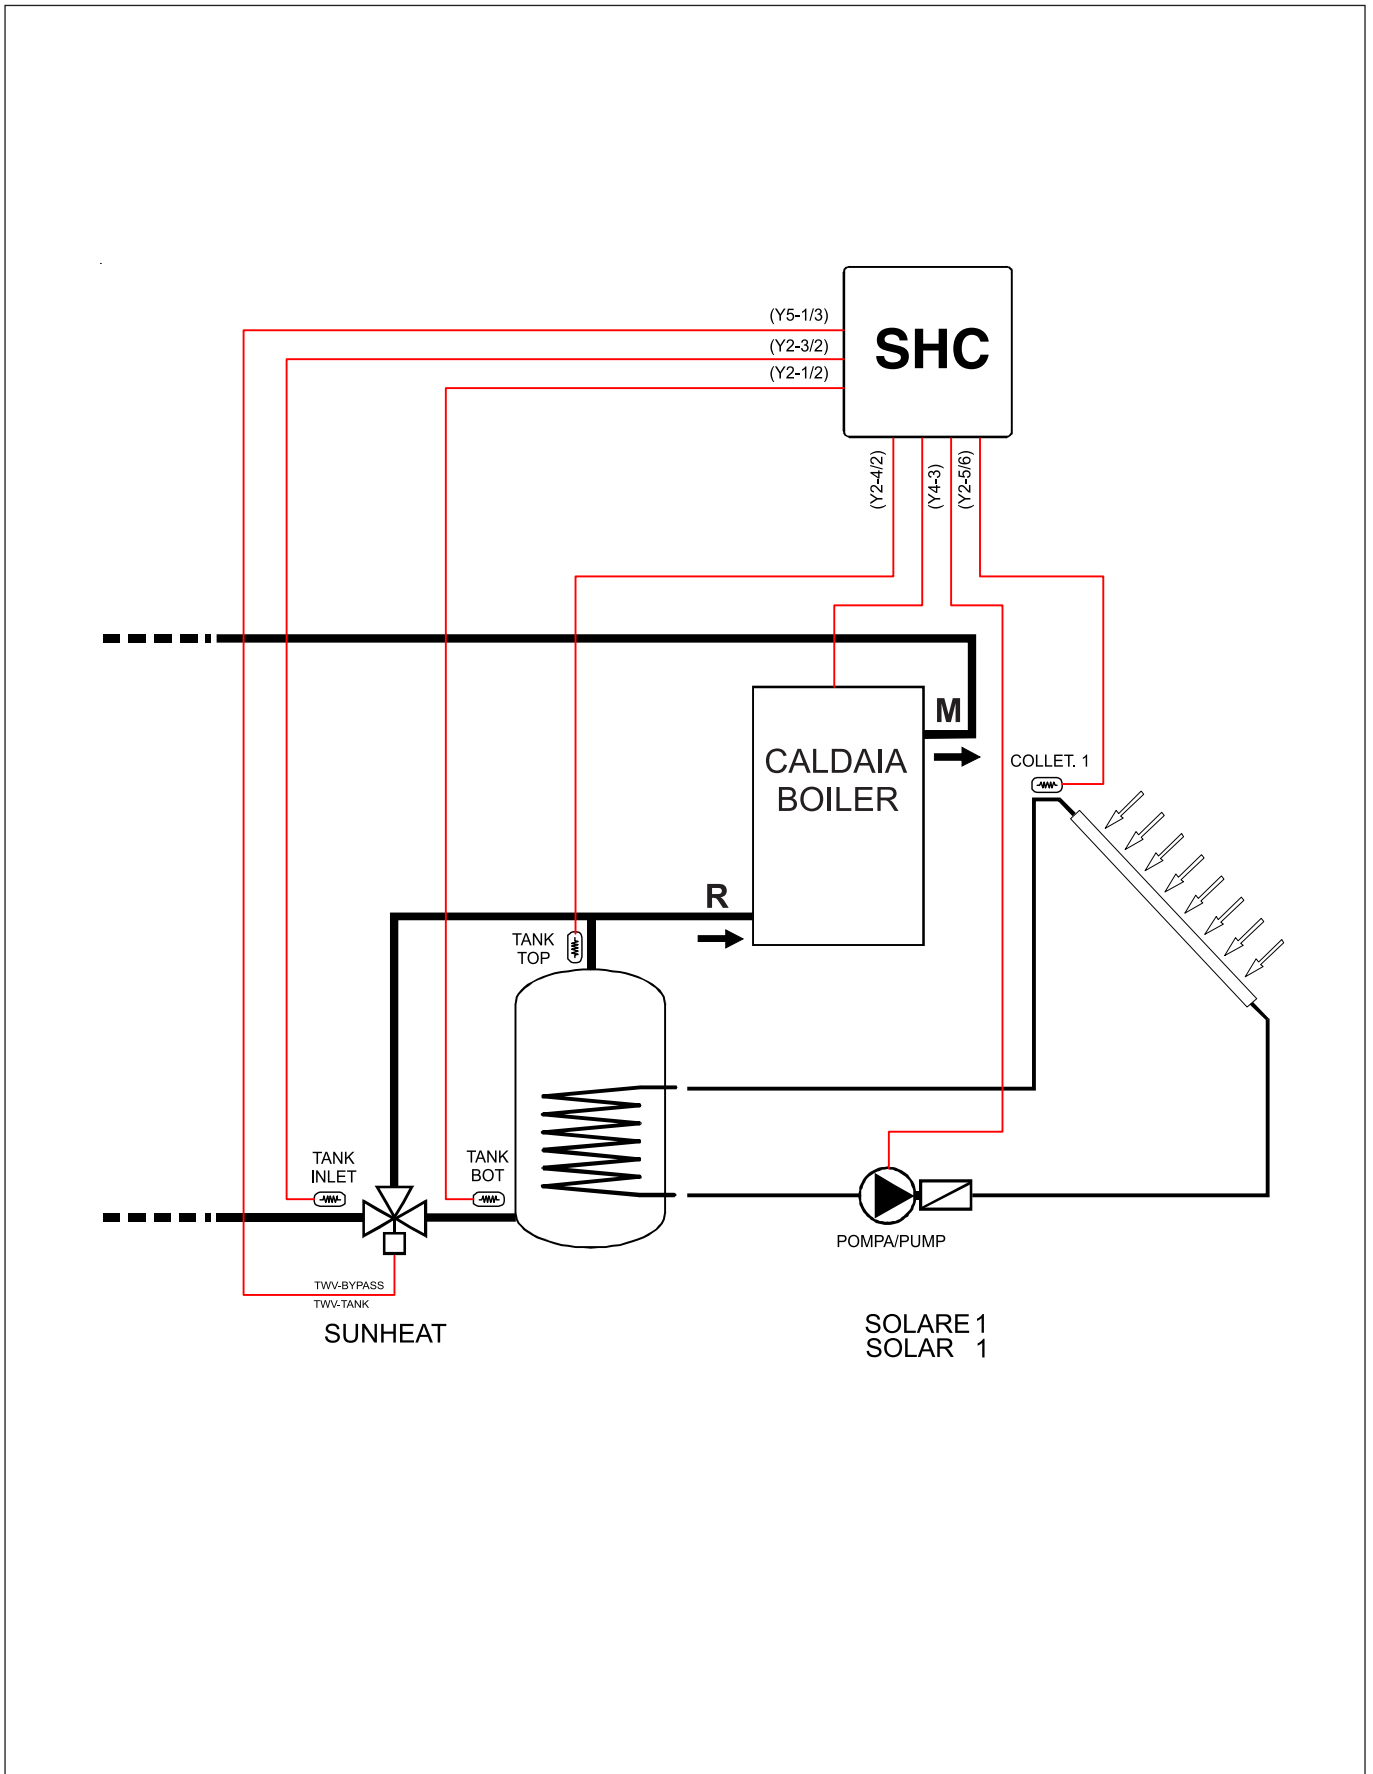 (Y5-1/3)
(Y2-3/2)
(Y2-1/2)
SHC
(Y2-4/2)
(Y4-3)
(Y2-5/6)
M
CALDAIA
BOILER
COLLET. 1
R
TANK
TOP
TANK
INLET
TANK
BOT
POMPA/PUMP
TWV-BYPASS
TWV-TANK
SUNHEAT
SOLARE 1
SOLAR 1